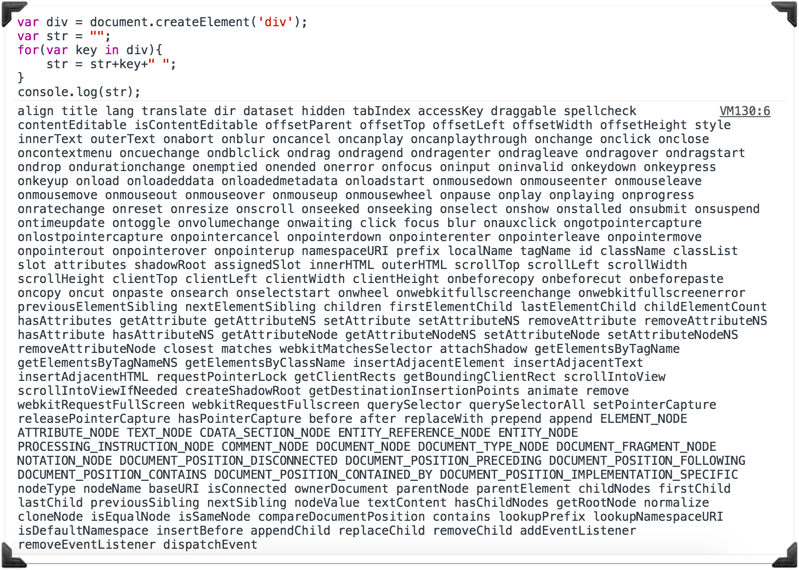 var div = document.createElement('div');
var str = "";
for(var key in div){
    str = str+key+" ";
}
console.log(str);
align title lang translate dir dataset hidden tabIndex accessKey draggable spellcheck VM130:6
contentEditable isContentEditable offsetParent offsetTop offsetLeft offsetWidth offsetHeight style
innerText outerText onabort onblur oncancel oncanplay oncanplaythrough onchange onclick onclose
oncontextmenu oncuechange ondblclick ondrag ondragend ondragenter ondragleave ondragover ondragstart
ondrop ondurationchange onemptied onended onerror onfocus oninput oninvalid onkeydown onkeypress
onkeyup onload onloadeddata onloadedmetadata onloadstart onmousedown onmouseenter onmouseleave
onmousemove onmouseout onmouseover onmouseup onmousewheel onpause onplay onplaying onprogress
onratechange onreset onresize onscroll onseeked onseeking onselect onshow onstalled onsubmit onsuspend
ontimeupdate ontoggle onvolumechange onwaiting click focus blur onauxclick ongotpointercapture
onlostpointercapture onpointercancel onpointerdown onpointerenter onpointerleave onpointermove
onpointerout onpointerover onpointerup namespaceURI prefix localName tagName id className classList
slot attributes shadowRoot assignedSlot innerHTML outerHTML scrollTop scrollLeft scrollWidth
scrollHeight clientTop clientLeft clientWidth clientHeight onbeforecopy onbeforecut onbeforepaste
oncopy oncut onpaste onsearch onselectstart onwheel onwebkitfullscreenchange onwebkitfullscreenerror
previousElementSibling nextElementSibling children firstElementChild lastElementChild childElementCount
hasAttributes getAttribute getAttributeNS setAttribute setAttributeNS removeAttribute removeAttributeNS
hasAttribute hasAttributeNS getAttributeNode getAttributeNodeNS setAttributeNode setAttributeNodeNS
removeAttributeNode closest matches webkitMatchesSelector attachShadow getElementsByTagName
getElementsByTagNameNS getElementsByClassName insertAdjacentElement insertAdjacentText
insertAdjacentHTML requestPointerLock getClientRects getBoundingClientRect scrollIntoView
scrollIntoViewIfNeeded createShadowRoot getDestinationInsertionPoints animate remove
webkitRequestFullScreen webkitRequestFullscreen querySelector querySelectorAll setPointerCapture
releasePointerCapture hasPointerCapture before after replaceWith prepend append ELEMENT_NODE
ATTRIBUTE_NODE TEXT_NODE CDATA_SECTION_NODE ENTITY_REFERENCE_NODE ENTITY_NODE
PROCESSING_INSTRUCTION_NODE COMMENT_NODE DOCUMENT_NODE DOCUMENT_TYPE_NODE DOCUMENT_FRAGMENT_NODE
NOTATION_NODE DOCUMENT_POSITION_DISCONNECTED DOCUMENT_POSITION_PRECEDING DOCUMENT_POSITION_FOLLOWING
DOCUMENT_POSITION_CONTAINS DOCUMENT_POSITION_CONTAINED_BY DOCUMENT_POSITION_IMPLEMENTATION_SPECIFIC
nodeType nodeName baseURI isConnected ownerDocument parentNode parentElement childNodes firstChild
lastChild previousSibling nextSibling nodeValue textContent hasChildNodes getRootNode normalize
cloneNode isEqualNode isSameNode compareDocumentPosition contains lookupPrefix lookupNamespaceURI
isDefaultNamespace insertBefore appendChild replaceChild removeChild addEventListener
removeEventListener dispatchEvent